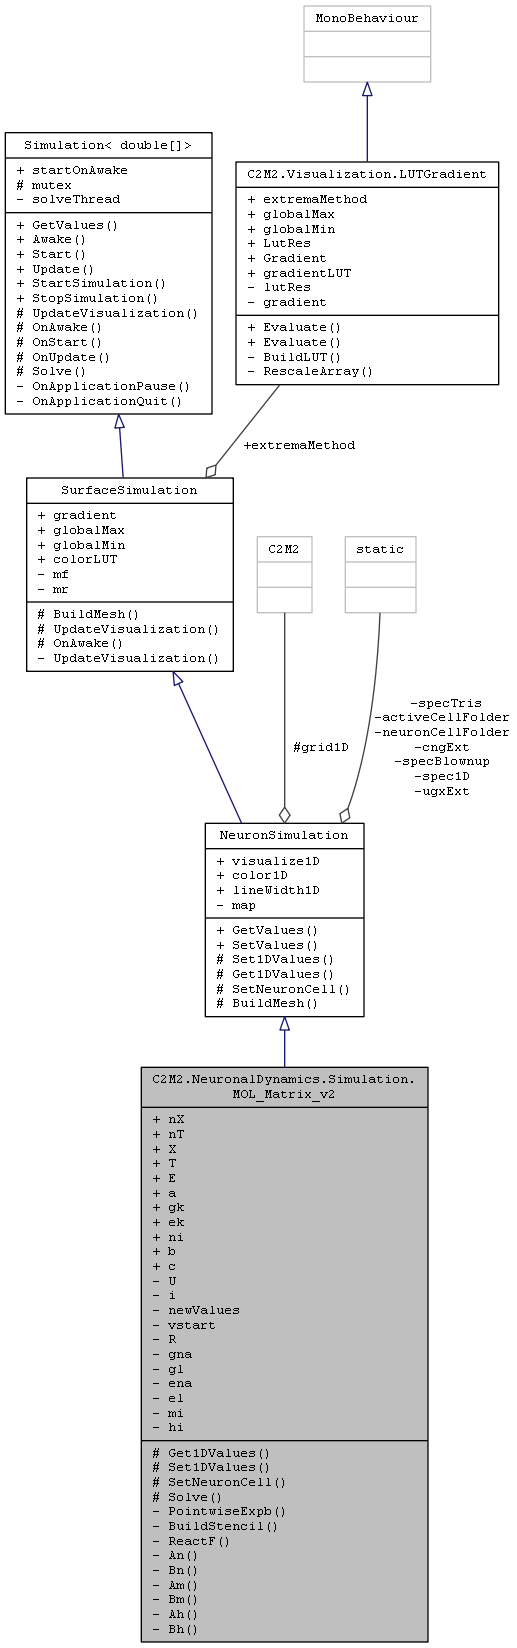 MonoBehaviour
Simulation< double[]>
+ startOnAwake
# mutex
- solveThread
+ GetValues()
+ Awake()
+ Start()
+ Update()
+ StartSimulation()
+ StopSimulation()
# UpdateVisualization()
# OnAwake()
# OnStart()
# OnUpdate()
# Solve()
- OnApplicationPause()
- OnApplicationQuit()
C2M2.Visualization.LUTGradient
+ extremaMethod
+ globalMax
+ globalMin
+ LutRes
+ Gradient
+ gradientLUT
- lutRes
- gradient
+ Evaluate()
+ Evaluate()
- BuildLUT()
- RescaleArray()
+extremaMethod
SurfaceSimulation
+ gradient
+ globalMax
+ globalMin
+ colorLUT
- mf
- mr
# BuildMesh()
# UpdateVisualization()
# OnAwake()
- UpdateVisualization()
C2M2
static
#grid1D
-specTris
-activeCellFolder
-neuronCellFolder
-cngExt
-specBlownup
-spec1D
-ugxExt
NeuronSimulation
+ visualize1D
+ color1D
+ lineWidth1D
- map
+ GetValues()
+ SetValues()
# Set1DValues()
# Get1DValues()
# SetNeuronCell()
# BuildMesh()
C2M2.NeuronalDynamics.Simulation.
MOL_Matrix_v2
+ nX
+ nT
+ X
+ T
+ E
+ a
+ gk
+ ek
+ ni
+ b
+ c
- U
- i
- newValues
- vstart
- R
- gna
- gl
- ena
- el
- mi
- hi
# Get1DValues()
# Set1DValues()
# SetNeuronCell()
# Solve()
- PointwiseExpb()
- BuildStencil()
- ReactF()
- An()
- Bn()
- Am()
- Bm()
- Ah()
- Bh()